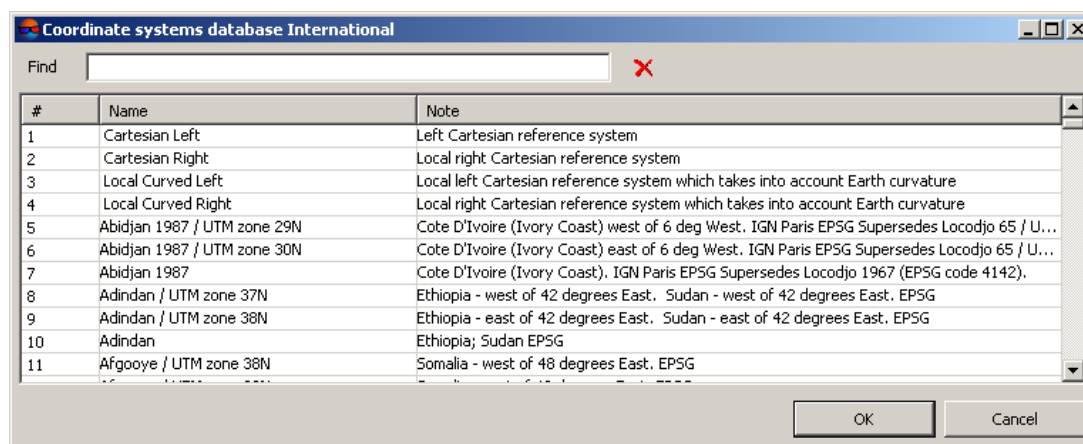 Coordinate systems database International
Find
# Name Note
1 Cartesian Left Left Cartesian reference system
2 Cartesian Right Local right Cartesian reference system
3 Local Curved Left Local left Cartesian reference system which takes into account Earth curvature
4 Local Curved Right Local right Cartesian reference system which takes into account Earth curvature
5 Abidjan 1987 / UTM zone 29N Cote D'Ivoire (Ivory Coast) west of 6 deg West. IGN Paris EPSG Supersedes Locodjo 65 / U...
6 Abidjan 1987 / UTM zone 30N Cote D'Ivoire (Ivory Coast) east of 6 deg West. IGN Paris EPSG Supersedes Locodjo 65 / U...
7 Abidjan 1987 Cote D'Ivoire (Ivory Coast). IGN Paris EPSG Supersedes Locodjo 1967 (EPSG code 4142).
8 Adindan / UTM zone 37N Ethiopia - west of 42 degrees East. Sudan - west of 42 degrees East. EPSG
9 Adindan / UTM zone 38N Ethiopia - east of 42 degrees East. Sudan - east of 42 degrees East. EPSG
10 Adindan Ethiopia; Sudan EPSG
11 Afgooye / UTM zone 38N Somalia - west of 48 degrees East. EPSG
OK Cancel